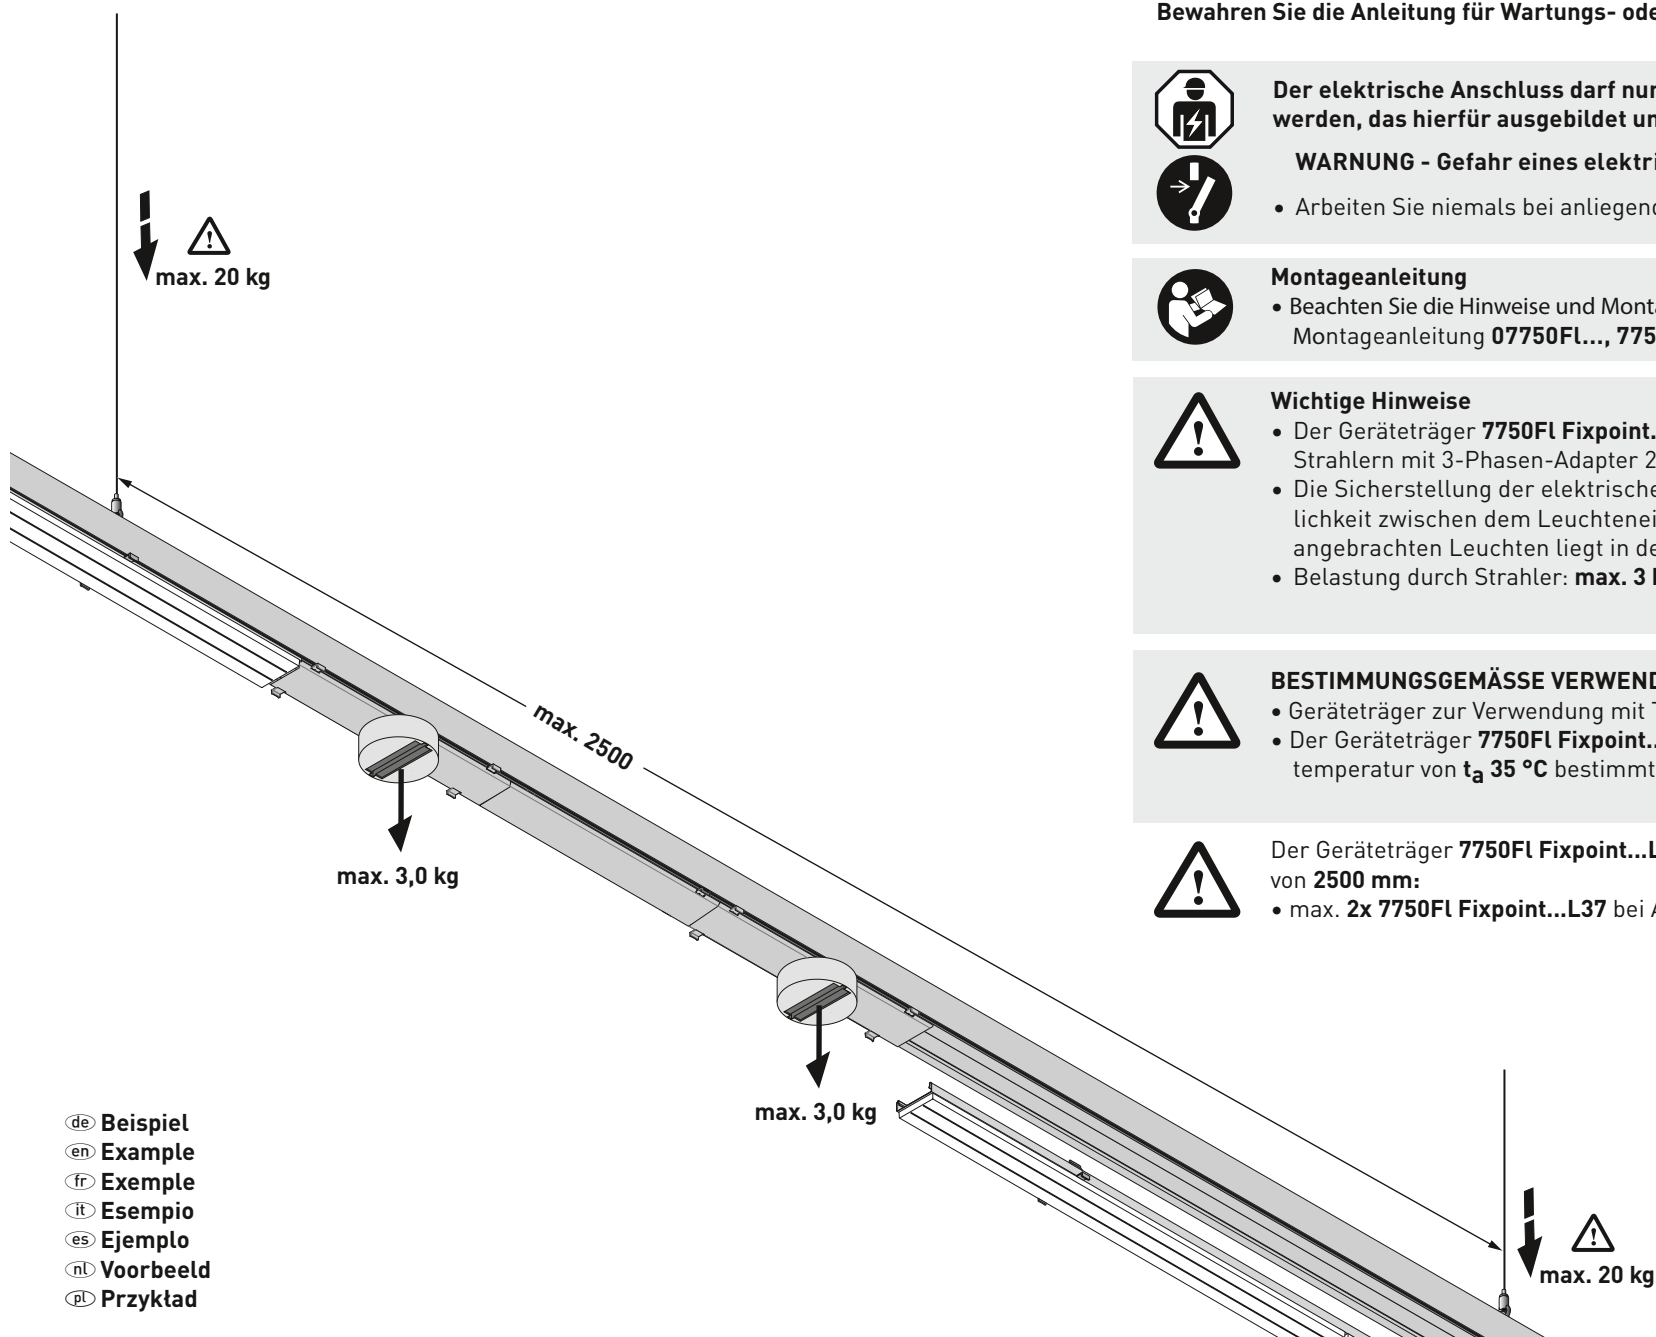 Bewahren Sie die Anleitung für Wartungs- ode
Der elektrische Anschluss darf nur
werden, das hierfür ausgebildet un
WARNUNG - Gefahr eines elektri
• Arbeiten Sie niemals bei anliegend
Montageanleitung
• Beachten Sie die Hinweise und Monta
Montageanleitung 07750Fl..., 775
Wichtige Hinweise
• Der Geräteträger 7750Fl Fixpoint.
Strahlern mit 3-Phasen-Adapter 2
• Die Sicherstellung der elektrische
lichkeit zwischen dem Leuchtenei
angebrachten Leuchten liegt in de
• Belastung durch Strahler: max. 3
BESTIMMUNGSGEMÄSSE VERWEND
• Geräteträger zur Verwendung mit T
• Der Geräteträger 7750Fl Fixpoint..
temperatur von ta 35 °C bestimmt
Der Geräteträger 7750Fl Fixpoint...L
von 2500 mm:
• max. 2x 7750Fl Fixpoint...L37 bei A
max. 20 kg
max. 2500
max. 3,0 kg
max. 3,0 kg
max. 20 kg
de Beispiel
en Example
fr Exemple
it Esempio
es Ejemplo
nl Voorbeeld
pl Przykład